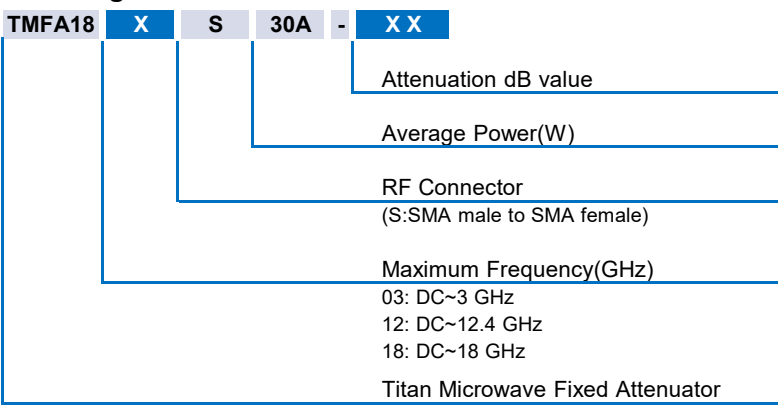 TMFA18 X S 30A - X X
Attenuation dB value
Average Power(W)
RF Connector
(S:SMA male to SMA female)
Maximum Frequency(GHz)
03: DC~3 GHz
12: DC~12.4 GHz
18: DC~18 GHz
Titan Microwave Fixed Attenuator